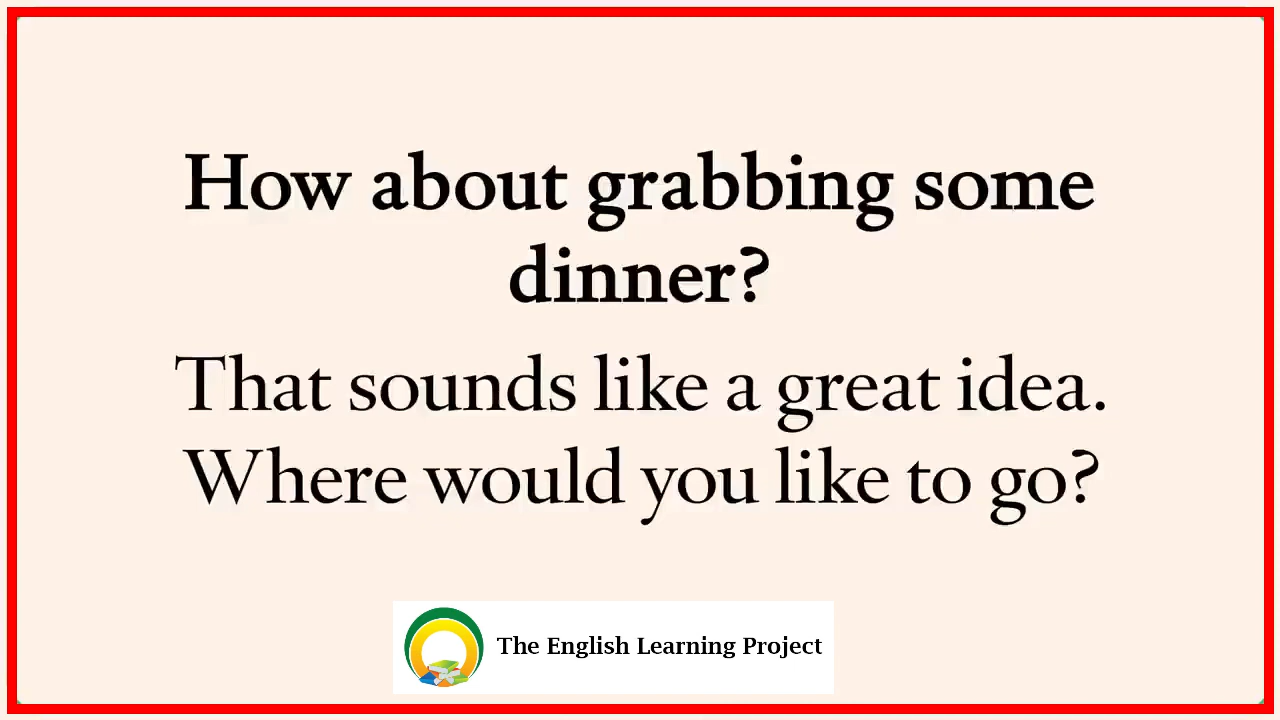 How about grabbing some
dinner?
That sounds like a great idea.
Where would you like to go?
The English Learning Project